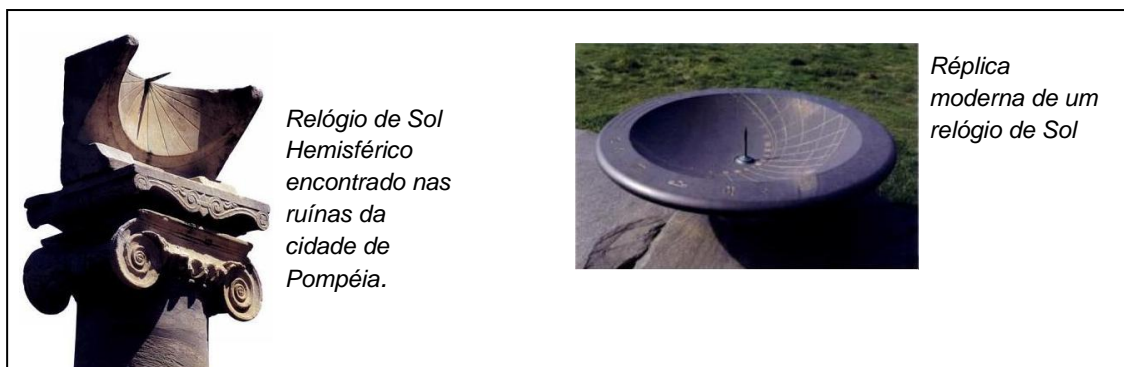 Relógio de Sol
Hemisférico
encontrado nas
ruínas da
cidade de
Pompéia.
Réplica
moderna de um
relógio de Sol